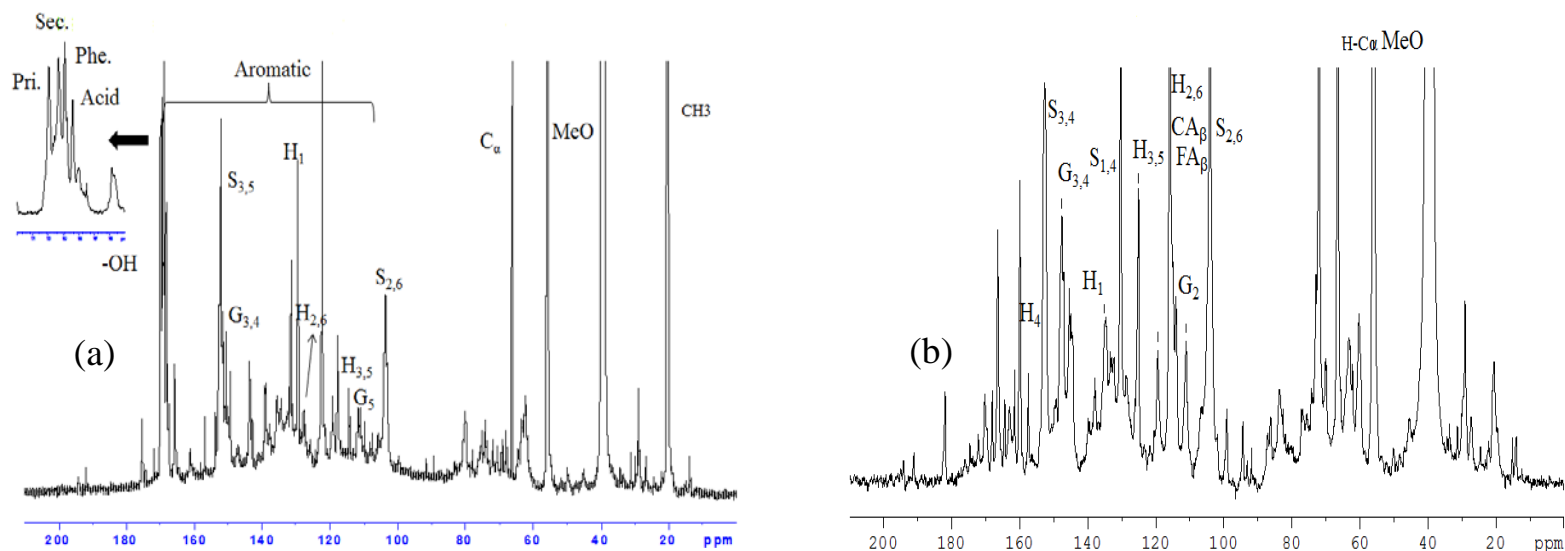 Sec.
Phe.
Pri.
Acid
-OH
Aromatic
S3,5
G3,4
H1
H2,6
H3,5
G5
S2,6
Cα
MeO
CH3
(a)
200 180 160 140 120 100 80 60 40 20 ppm
H-Cα MeO
S3,4
G3,4
S1,4
H3,5
H2,6
CAβ
FAβ
S2,6
H4
H1
G2
(b)
200 180 160 140 120 100 80 60 40 20 ppm